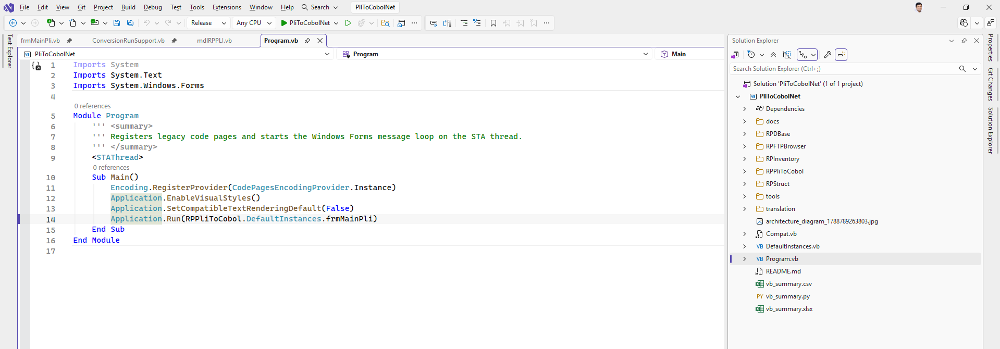 File Edit View Git Project Build Debug Test Tools Extensions Window Help Search PliToCobolNet
Release Any CPU PliToCobolNet
Test Explorer
frmMainPli.vb ConversionRunSupport.vb mdlRPPLI.vb Program.vb
PliToCobolNet Program Main
1 Imports System
2 Imports System.Text
3 Imports System.Windows.Forms
4
0 references
5 Module Program
6 ''' <summary>
7 ''' Registers legacy code pages and starts the Windows Forms message loop on the STA thread.
8 ''' </summary>
9 <STAThread>
0 references
10 Sub Main()
11 Encoding.RegisterProvider(CodePagesEncodingProvider.Instance)
12 Application.EnableVisualStyles()
13 Application.SetCompatibleTextRenderingDefault(False)
14 Application.Run(RPPliToCobol.DefaultInstances.frmMainPli)
15 End Sub
16 End Module
17
Solution Explorer
Search Solution Explorer (Ctrl+;)
Solution 'PliToCobolNet' (1 of 1 project)
VB PliToCobolNet
Dependencies
docs
RPDBase
RPFTPBrowser
RPInventory
RPPliToCobol
RPStruct
tools
translation
architecture_diagram_1788789263803.jpg
Compat.vb
VB DefaultInstances.vb
VB Program.vb
README.md
vb_summary.csv
PY vb_summary.py
vb_summary.xlsx
Properties
Git Changes
Solution Explorer